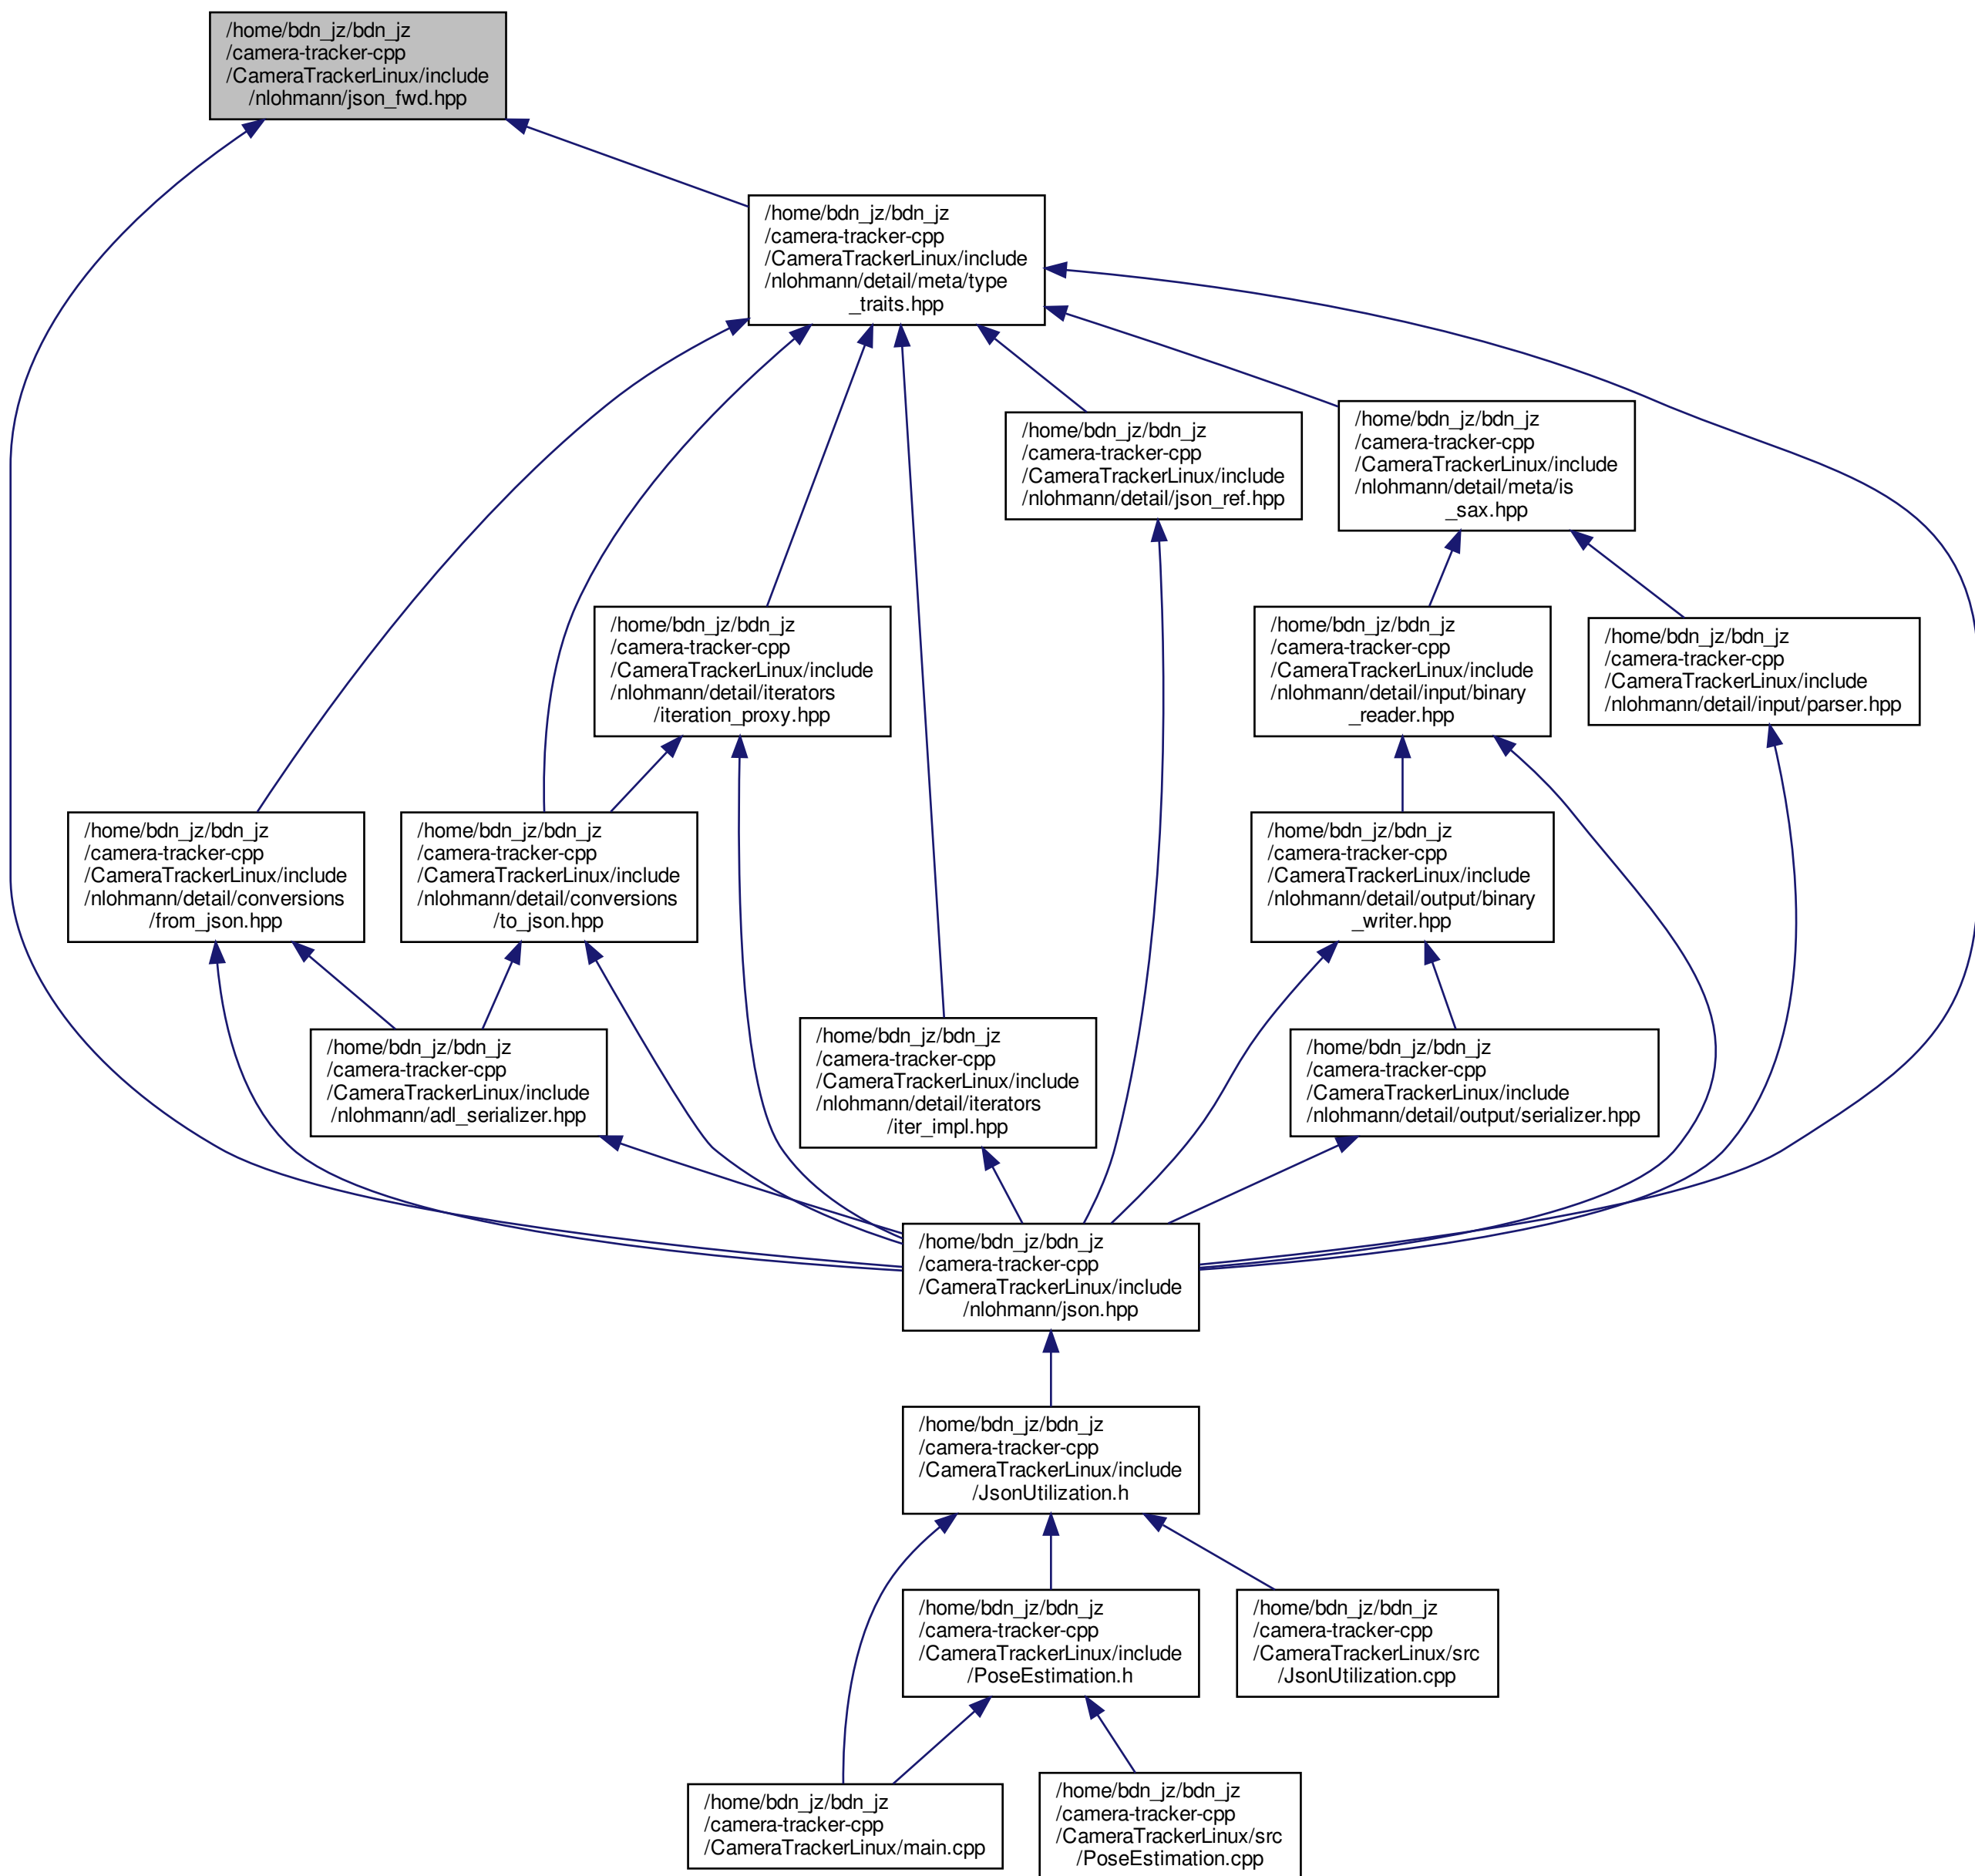 /home/bdn_jz/bdn_jz
/camera-tracker-cpp
/CameraTrackerLinux/include
/nlohmann/json_fwd.hpp
/home/bdn_jz/bdn_jz
/camera-tracker-cpp
/CameraTrackerLinux/include
/nlohmann/detail/meta/type
_traits.hpp
/home/bdn_jz/bdn_jz
/camera-tracker-cpp
/CameraTrackerLinux/include
/nlohmann/detail/json_ref.hpp
/home/bdn_jz/bdn_jz
/camera-tracker-cpp
/CameraTrackerLinux/include
/nlohmann/detail/meta/is
_sax.hpp
/home/bdn_jz/bdn_jz
/camera-tracker-cpp
/CameraTrackerLinux/include
/nlohmann/detail/iterators
/iteration_proxy.hpp
/home/bdn_jz/bdn_jz
/camera-tracker-cpp
/CameraTrackerLinux/include
/nlohmann/detail/input/binary
_reader.hpp
/home/bdn_jz/bdn_jz
/camera-tracker-cpp
/CameraTrackerLinux/include
/nlohmann/detail/input/parser.hpp
/home/bdn_jz/bdn_jz
/camera-tracker-cpp
/CameraTrackerLinux/include
/nlohmann/detail/conversions
/from_json.hpp
/home/bdn_jz/bdn_jz
/camera-tracker-cpp
/CameraTrackerLinux/include
/nlohmann/detail/conversions
/to_json.hpp
/home/bdn_jz/bdn_jz
/camera-tracker-cpp
/CameraTrackerLinux/include
/nlohmann/detail/output/binary
_writer.hpp
/home/bdn_jz/bdn_jz
/camera-tracker-cpp
/CameraTrackerLinux/include
/nlohmann/adl_serializer.hpp
/home/bdn_jz/bdn_jz
/camera-tracker-cpp
/CameraTrackerLinux/include
/nlohmann/detail/iterators
/iter_impl.hpp
/home/bdn_jz/bdn_jz
/camera-tracker-cpp
/CameraTrackerLinux/include
/nlohmann/detail/output/serializer.hpp
/home/bdn_jz/bdn_jz
/camera-tracker-cpp
/CameraTrackerLinux/include
/nlohmann/json.hpp
/home/bdn_jz/bdn_jz
/camera-tracker-cpp
/CameraTrackerLinux/include
/JsonUtilization.h
/home/bdn_jz/bdn_jz
/camera-tracker-cpp
/CameraTrackerLinux/include
/PoseEstimation.h
/home/bdn_jz/bdn_jz
/camera-tracker-cpp
/CameraTrackerLinux/src
/JsonUtilization.cpp
/home/bdn_jz/bdn_jz
/camera-tracker-cpp
/CameraTrackerLinux/main.cpp
/home/bdn_jz/bdn_jz
/camera-tracker-cpp
/CameraTrackerLinux/src
/PoseEstimation.cpp